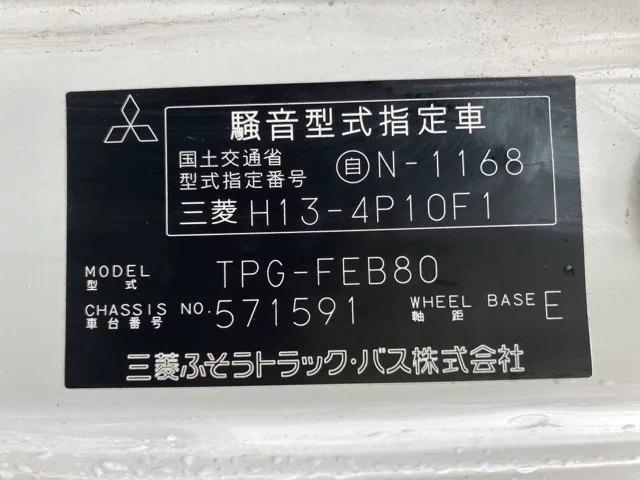 騒音型式指定車
国土交通省
型式指定番号 自N-1168
三菱 H13-4P10F1
MODEL
型式 TPG-FEB80
CHASSIS NO. 571591 WHEEL BASE E
車台番号 軸距
三菱ふそうトラック・バス株式会社